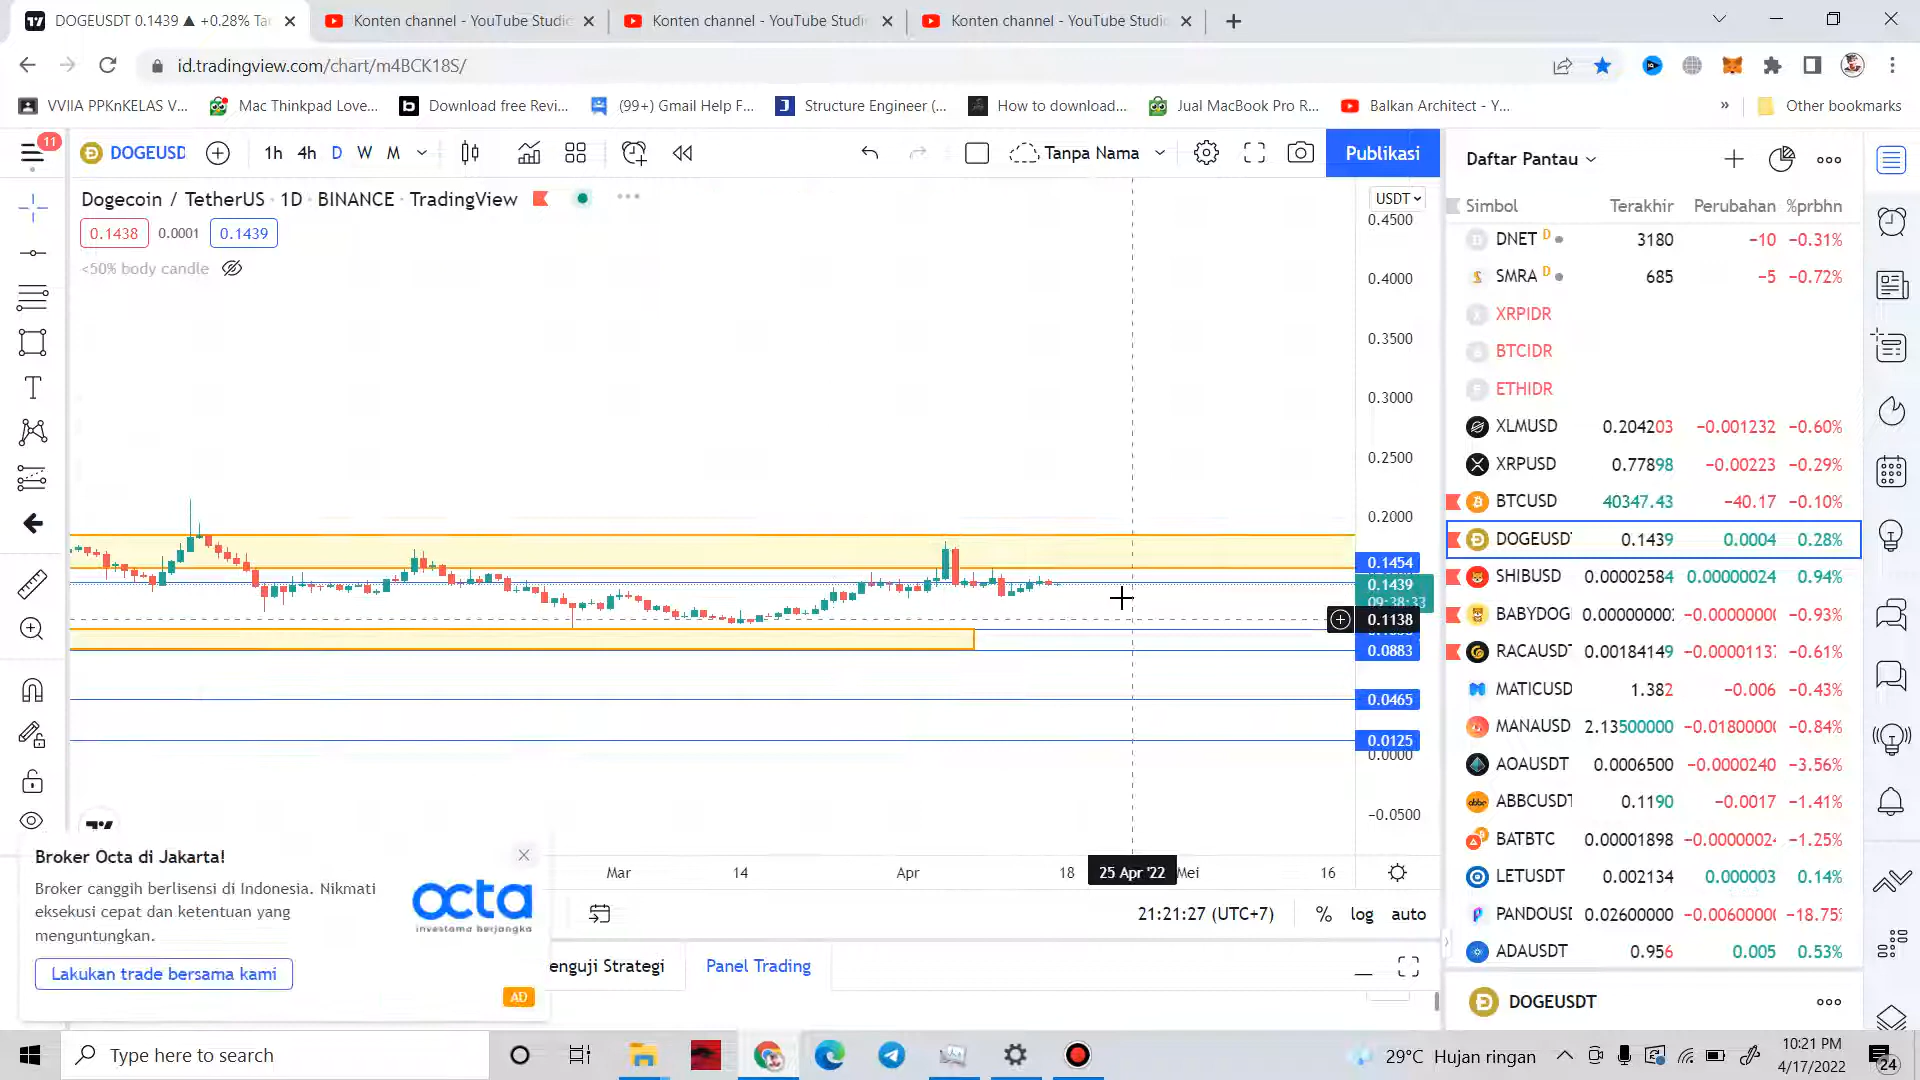 DOGEUSDT 0.1439 ▲ +0.28% Ta
Konten channel - YouTube Studio
Konten channel - YouTube Studio
Konten channel - YouTube Studio
id.tradingview.com/chart/m4BCK18S/
VVIIA PPKnKELAS V...
Mac Thinkpad Love...
Download free Revi...
(99+) Gmail Help F...
Structure Engineer (...
How to download...
Jual MacBook Pro R...
Balkan Architect - Y...
»
Other bookmarks
11
DOGEUSD
1h 4h D W M
Tanpa Nama
Publikasi
Daftar Pantau
Dogecoin / TetherUS · 1D · BINANCE · TradingView
0.1438 0.0001 0.1439
<50% body candle
USDT
0.4500
0.4000
0.3500
0.3000
0.2500
0.2000
0.1454
0.1439
09:38:33
0.1138
0.0883
0.0465
0.0125
0.0000
−0.0500
Simbol Terakhir Perubahan %prbhn
DNET D 3180 −10 −0.31%
SMRA D 685 −5 −0.72%
XRPIDR
BTCIDR
ETHIDR
XLMUSD 0.204203 −0.001232 −0.60%
XRPUSD 0.77898 −0.00223 −0.29%
BTCUSD 40347.43 −40.17 −0.10%
DOGEUSDT 0.1439 0.0004 0.28%
SHIBUSD 0.00002584 0.00000024 0.94%
BABYDOG 0.000000002 −0.0000000 −0.93%
RACAUSDT 0.00184149 −0.0000113 −0.61%
MATICUSD 1.382 −0.006 −0.43%
MANAUSD 2.13500000 −0.0180000 −0.84%
AOAUSDT 0.0006500 −0.0000240 −3.56%
ABBCUSDT 0.1190 −0.0017 −1.41%
BATBTC 0.00001898 −0.0000002 −1.25%
LETUSDT 0.002134 0.000003 0.14%
PANDOUSD 0.02600000 −0.0060000 −18.75%
ADAUSDT 0.956 0.005 0.53%
Mar 14 Apr 18 25 Apr '22 Mei 16
21:21:27 (UTC+7) % log auto
Broker Octa di Jakarta!
Broker canggih berlisensi di Indonesia. Nikmati
eksekusi cepat dan ketentuan yang
menguntungkan.
octa
investama berjangka
Lakukan trade bersama kami
AD
enguji Strategi Panel Trading
DOGEUSDT
Type here to search
29°C Hujan ringan
10:21 PM
4/17/2022
24